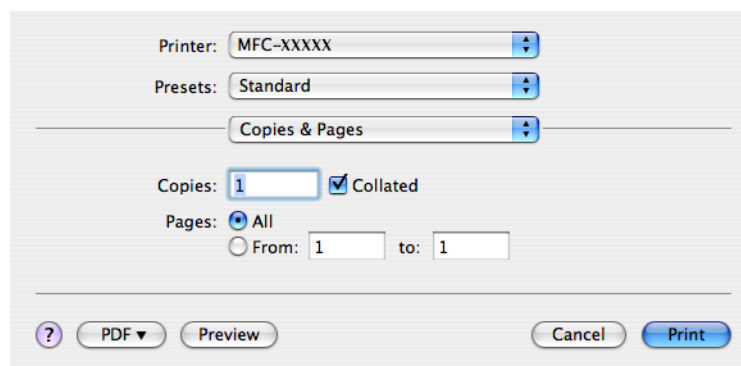 Printer: MFC-XXXXX
Presets: Standard
Copies & Pages
Copies: 1 Collated
Pages: All
From: 1 to: 1
? PDF▼ Preview Cancel Print